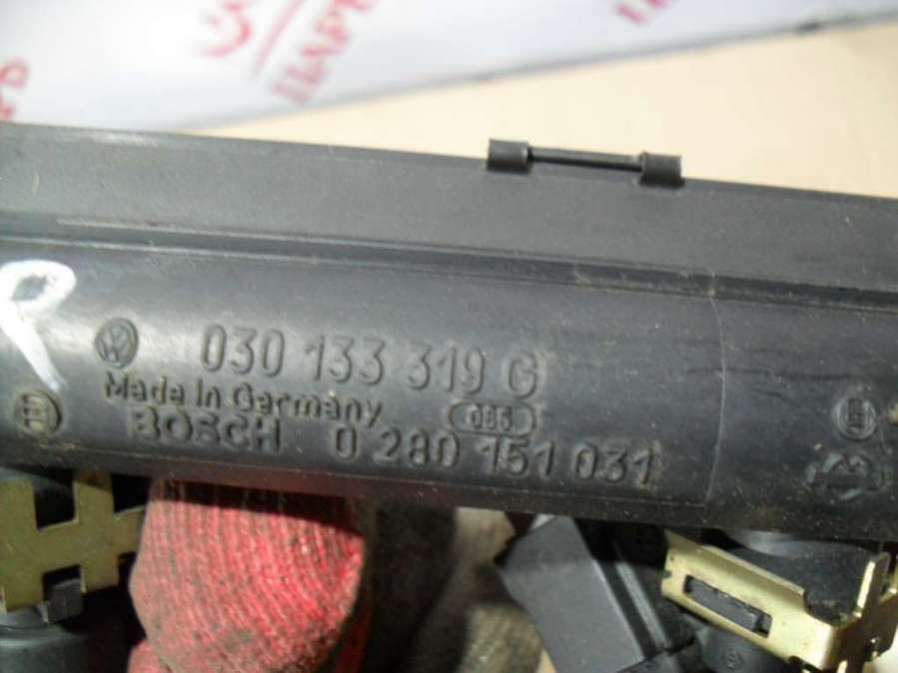 R
030 133 319 G
Made in Germany
BOSCH 0 280 151 031